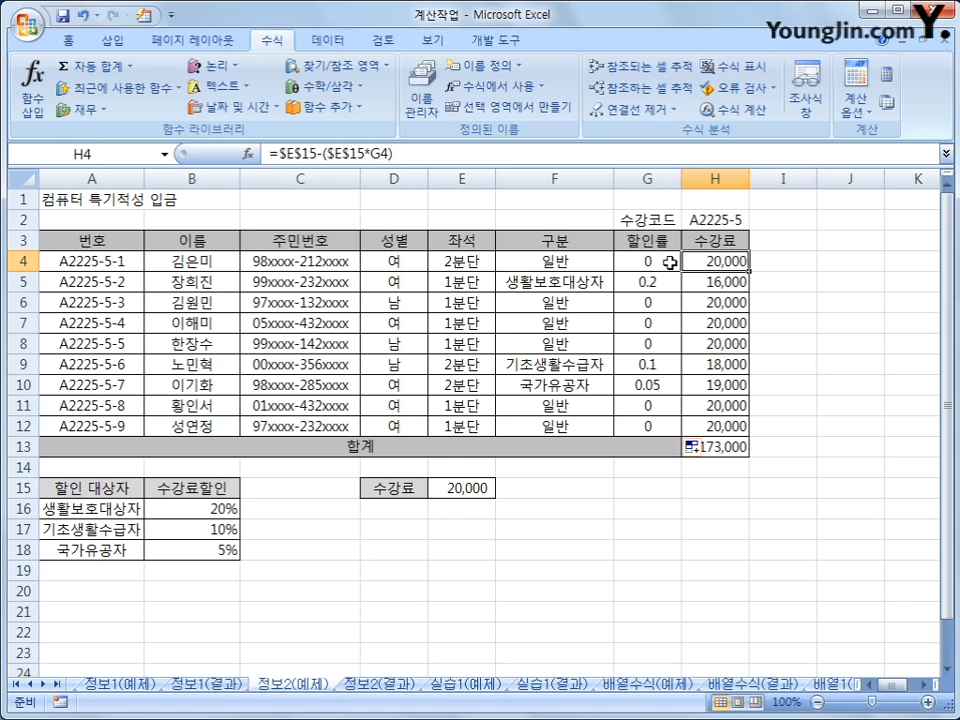 계산작업 - Microsoft Excel
YoungJin.com Y.
홈 삽입 페이지 레이아웃 수식 데이터 검토 보기 개발 도구
함수 삽입
Σ 자동 합계
최근에 사용한 함수
재무
논리
텍스트
날짜 및 시간
찾기/참조 영역
수학/삼각
함수 추가
함수 라이브러리
이름 관리자
이름 정의
수식에서 사용
선택 영역에서 만들기
정의된 이름
참조되는 셀 추적
참조하는 셀 추적
연결선 제거
수식 표시
오류 검사
수식 계산
조사식 창
수식 분석
계산 옵션
계산
H4 fx =$E$15-($E$15*G4)
A B C D E F G H I J K
1 컴퓨터 특기적성 입금
2 수강코드 A2225-5
3 번호 이름 주민번호 성별 좌석 구분 할인률 수강료
4 A2225-5-1 김은미 98xxxx-212xxxx 여 2분단 일반 0 20,000
5 A2225-5-2 장희진 99xxxx-232xxxx 여 1분단 생활보호대상자 0.2 16,000
6 A2225-5-3 김원민 97xxxx-132xxxx 남 1분단 일반 0 20,000
7 A2225-5-4 이해미 05xxxx-432xxxx 여 1분단 일반 0 20,000
8 A2225-5-5 한장수 99xxxx-142xxxx 남 1분단 일반 0 20,000
9 A2225-5-6 노민혁 00xxxx-356xxxx 남 2분단 기초생활수급자 0.1 18,000
10 A2225-5-7 이기화 98xxxx-285xxxx 여 2분단 국가유공자 0.05 19,000
11 A2225-5-8 황인서 01xxxx-432xxxx 여 1분단 일반 0 20,000
12 A2225-5-9 성연정 97xxxx-232xxxx 여 1분단 일반 0 20,000
13 합계 173,000
14
15 할인 대상자 수강료할인 수강료 20,000
16 생활보호대상자 20%
17 기초생활수급자 10%
18 국가유공자 5%
19
20
21
22
23
24
정보1(예제) 정보1(결과) 정보2(예제) 정보2(결과) 실습1(예제) 실습1(결과) 배열수식(예제) 배열수식(결과) 배열1(
준비 100%